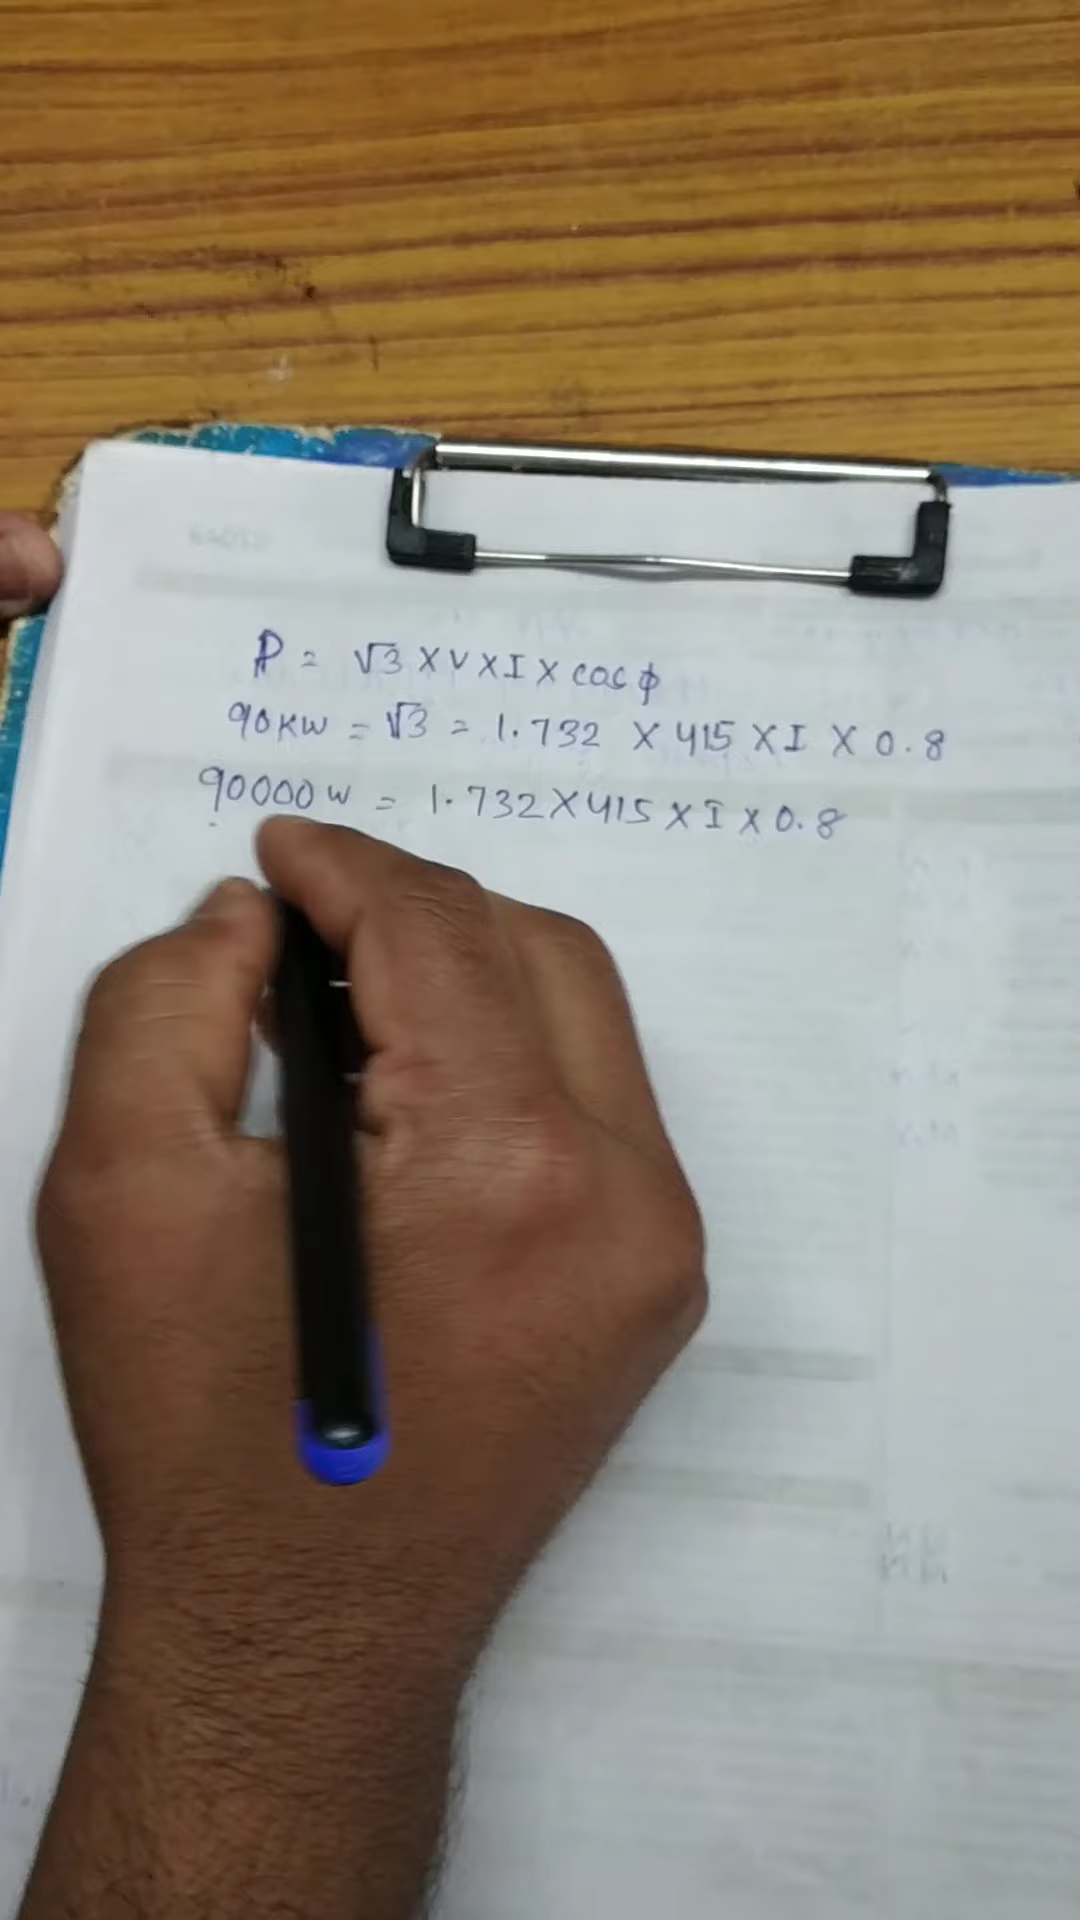 P = √3 X V X I X cos ϕ
90KW = √3 = 1.732 X 415 X I X 0.8
90000 W = 1.732 X 415 X I X 0.8